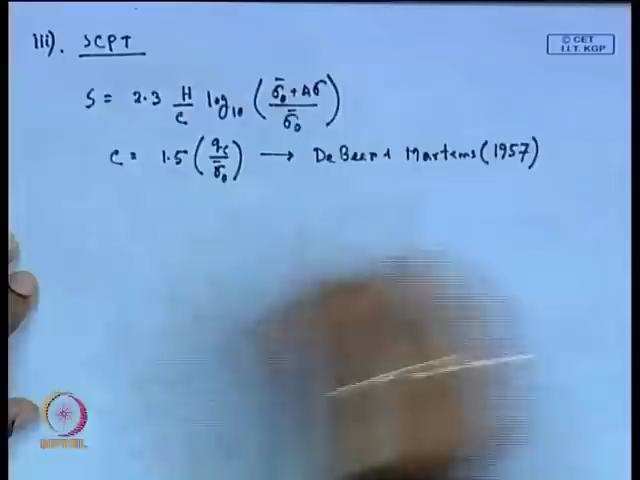 iii). SCPT
© CET
I.I.T. KGP
S = 2.3 H/C log10 ( (σ̄0 + Δσ) / σ̄0 )
C = 1.5 ( qc / σ̄0 ) → De Beer & Martens (1957)
NPTEL